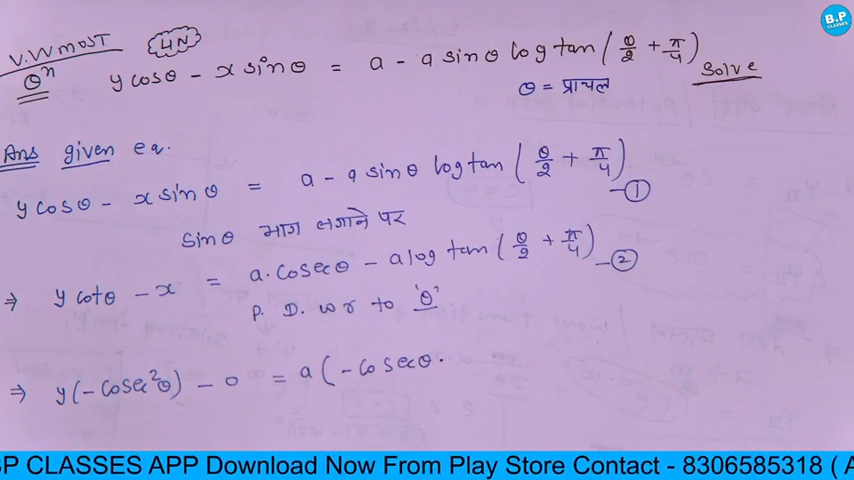 B.P
CLASSES
V.V.Most
4N
Qⁿ y cosθ - x sinθ = a - a sinθ log tan (θ/2 + π/4) Solve
θ = प्राचल
Ans given eq.
y cosθ - x sinθ = a - a sinθ log tan (θ/2 + π/4) -①
sinθ भाग लगाने पर
⇒ y cotθ - x = a.cosecθ - a log tan (θ/2 + π/4) -②
P. D. w r to 'θ'
⇒ y(-cosec²θ) - 0 = a(-cosecθ.
BP CLASSES APP Download Now From Play Store Contact - 8306585318 ( A